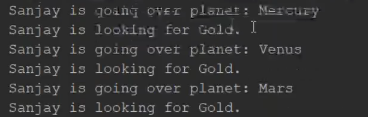 Sanjay is going over planet: Mercury
Sanjay is looking for Gold.
Sanjay is going over planet: Venus
Sanjay is looking for Gold.
Sanjay is going over planet: Mars
Sanjay is looking for Gold.